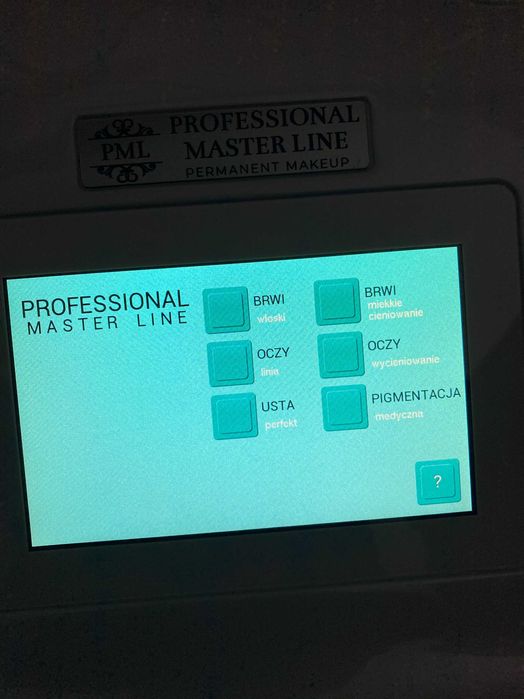 PML
PROFESSIONAL
MASTER LINE
PERMANENT MAKEUP
PROFESSIONAL
MASTER LINE
BRWI
włoski
BRWI
miękkie
cieniowanie
OCZY
linia
OCZY
wycieniowanie
USTA
perfekt
PIGMENTACJA
medyczna
?